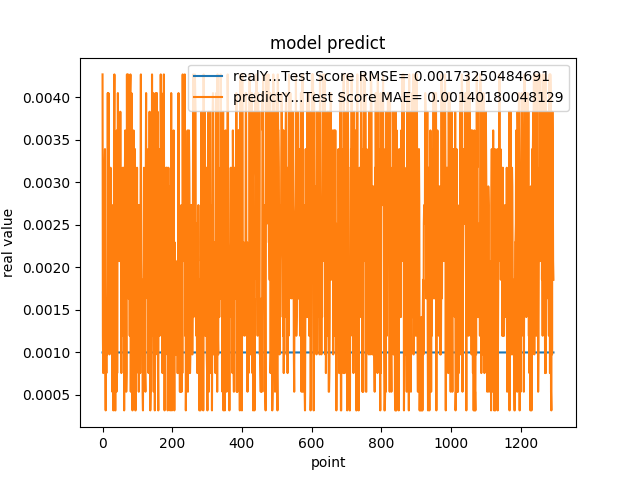 model predict
realY...Test Score RMSE= 0.00173250484691
predictY...Test Score MAE= 0.00140180048129
0.0040
0.0035
0.0030
0.0025
0.0020
0.0015
0.0010
0.0005
real value
0 200 400 600 800 1000 1200
point